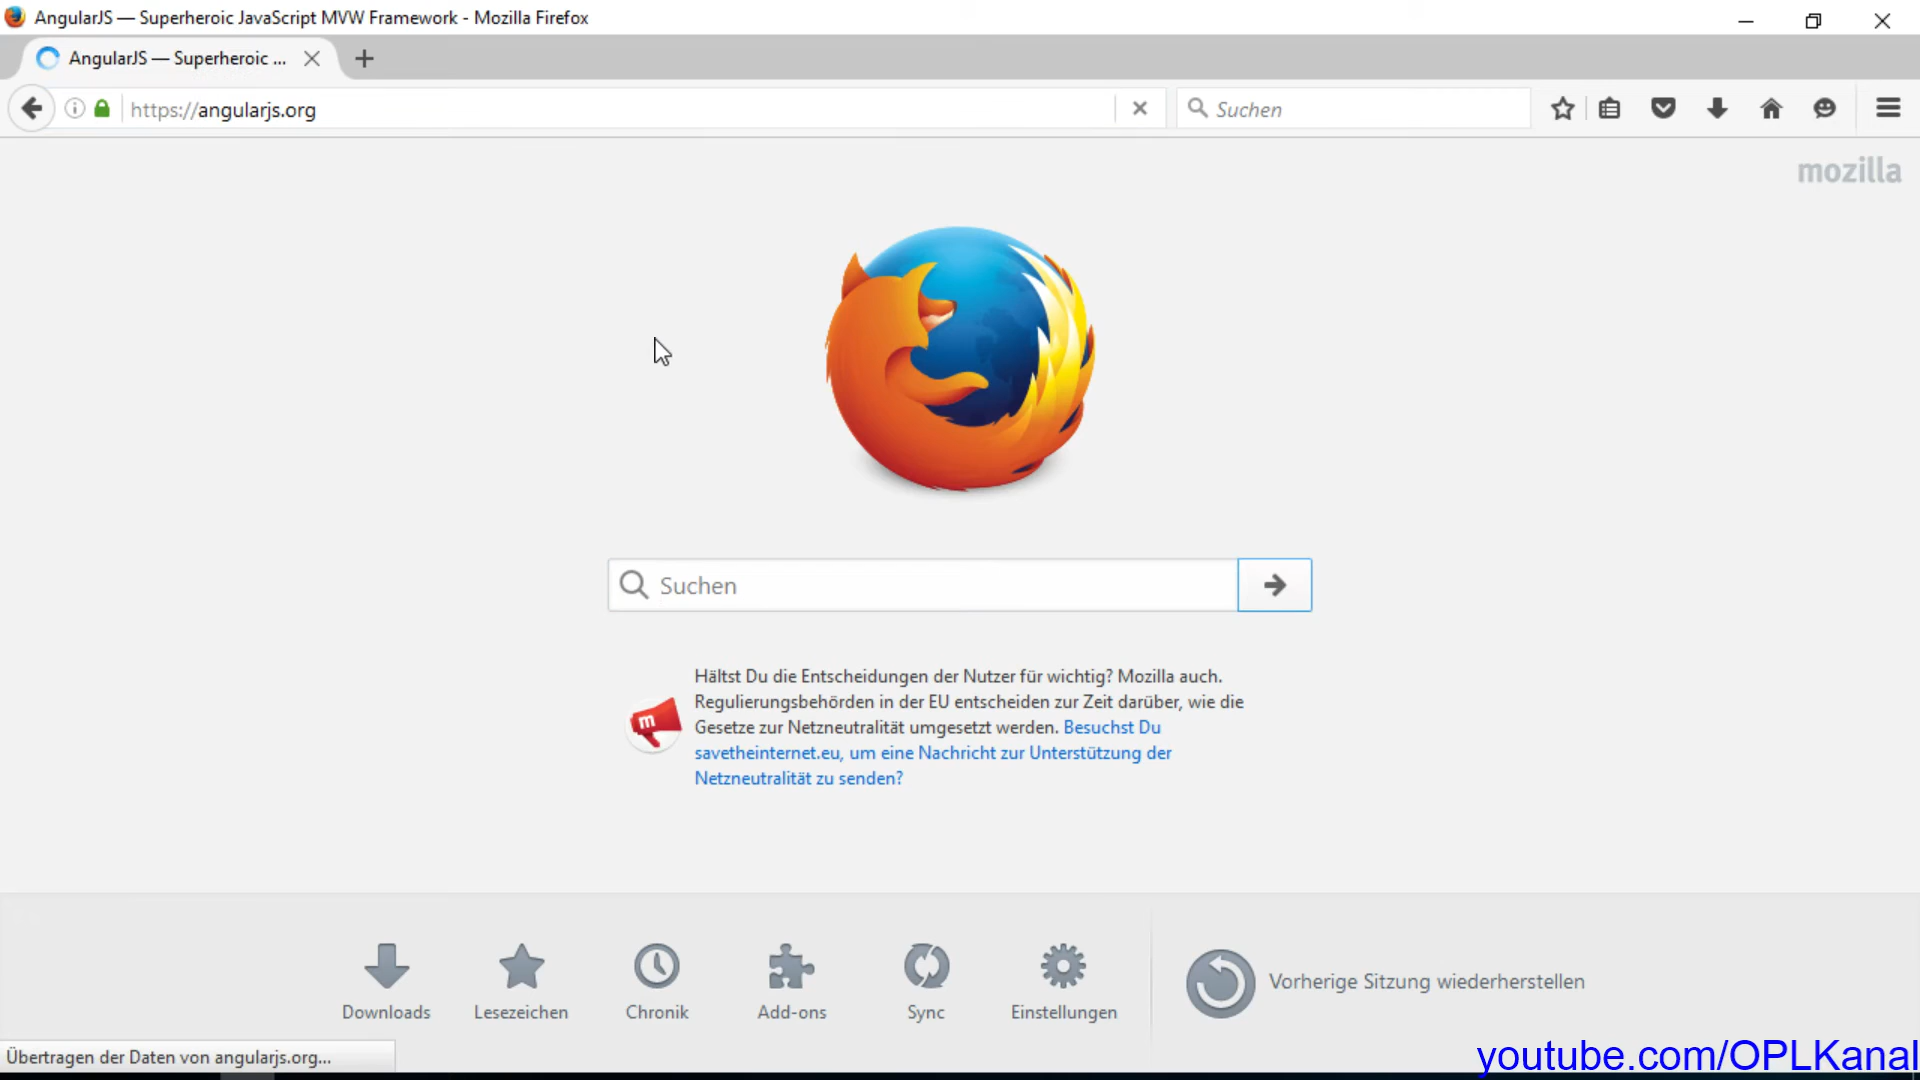 AngularJS — Superheroic JavaScript MVW Framework - Mozilla Firefox
AngularJS — Superheroic ...
https://angularjs.org
Suchen
mozilla
Suchen
Hältst Du die Entscheidungen der Nutzer für wichtig? Mozilla auch.
Regulierungsbehörden in der EU entscheiden zur Zeit darüber, wie die
Gesetze zur Netzneutralität umgesetzt werden. Besuchst Du
savetheinternet.eu, um eine Nachricht zur Unterstützung der
Netzneutralität zu senden?
m
Downloads
Lesezeichen
Chronik
Add-ons
Sync
Einstellungen
Vorherige Sitzung wiederherstellen
Übertragen der Daten von angularjs.org...
youtube.com/OPLKanal